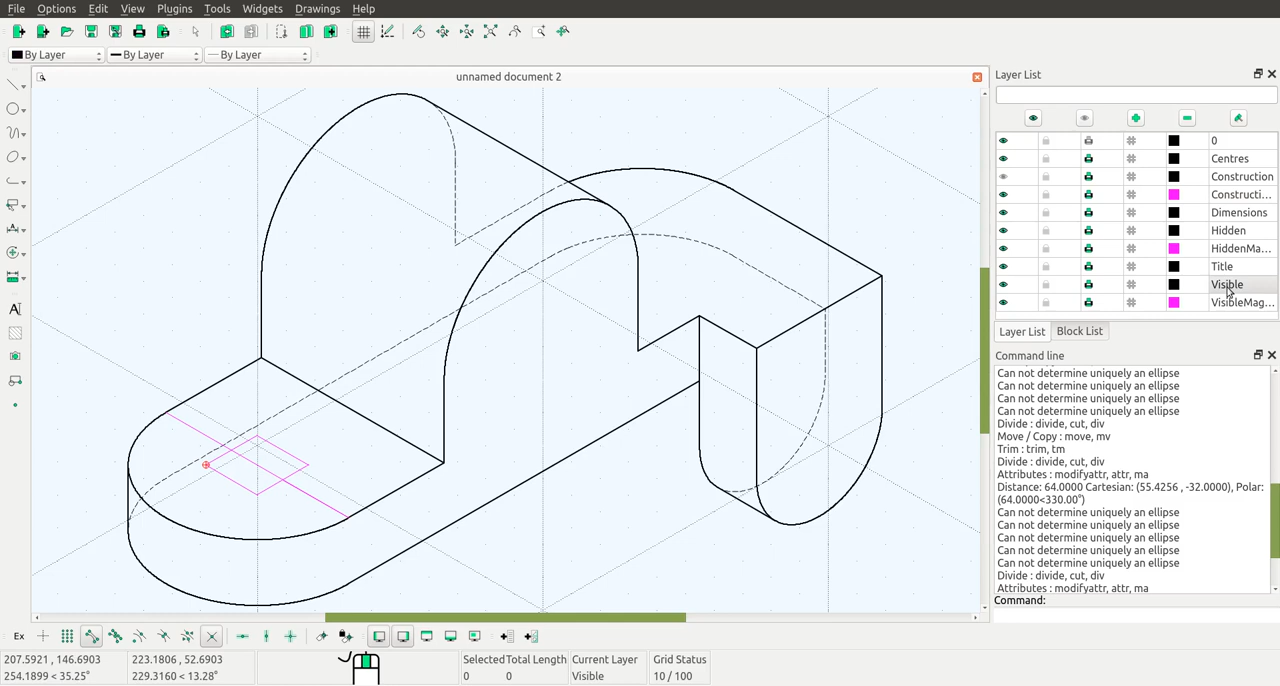 File Options Edit View Plugins Tools Widgets Drawings Help
By Layer By Layer By Layer
unnamed document 2
Layer List
0
Centres
Construction
Constructi...
Dimensions
Hidden
HiddenMa...
Title
Visible
VisibleMag...
Layer List Block List
Command line
Can not determine uniquely an ellipse
Can not determine uniquely an ellipse
Can not determine uniquely an ellipse
Can not determine uniquely an ellipse
Divide : divide, cut, div
Move / Copy : move, mv
Trim : trim, tm
Divide : divide, cut, div
Attributes : modifyattr, attr, ma
Distance: 64.0000 Cartesian: (55.4256 , -32.0000), Polar:
(64.0000<330.00°)
Can not determine uniquely an ellipse
Can not determine uniquely an ellipse
Can not determine uniquely an ellipse
Can not determine uniquely an ellipse
Can not determine uniquely an ellipse
Divide : divide, cut, div
Attributes : modifyattr, attr, ma
Command:
Ex
207.5921 , 146.6903 223.1806 , 52.6903 Selected Total Length Current Layer Grid Status
254.1899 < 35.25° 229.3160 < 13.28° 0 0 Visible 10 / 100